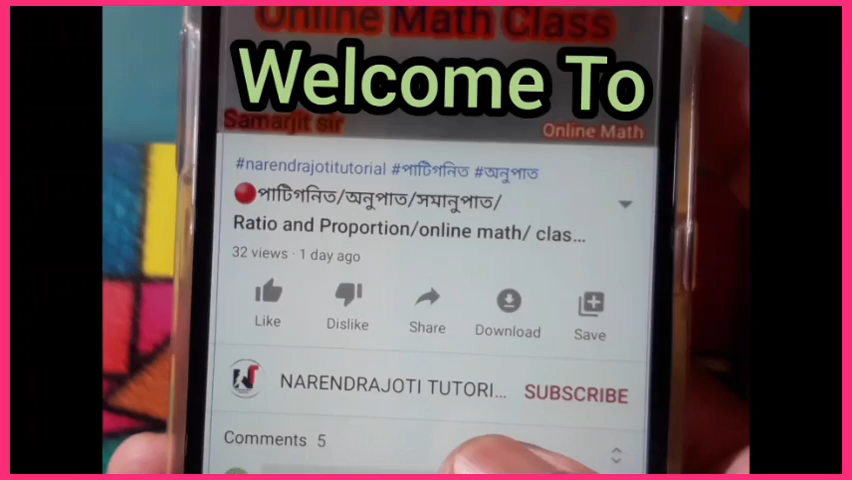 Online Math Class
Welcome To
Samarjit sir
Online Math
#narendrajotitutorial #পাটিগনিত #অনুপাত
পাটিগনিত/অনুপাত/সমানুপাত/
Ratio and Proportion/online math/ clas...
32 views · 1 day ago
Like
Dislike
Share
Download
Save
NARENDRAJOTI TUTORI...
SUBSCRIBE
Comments 5